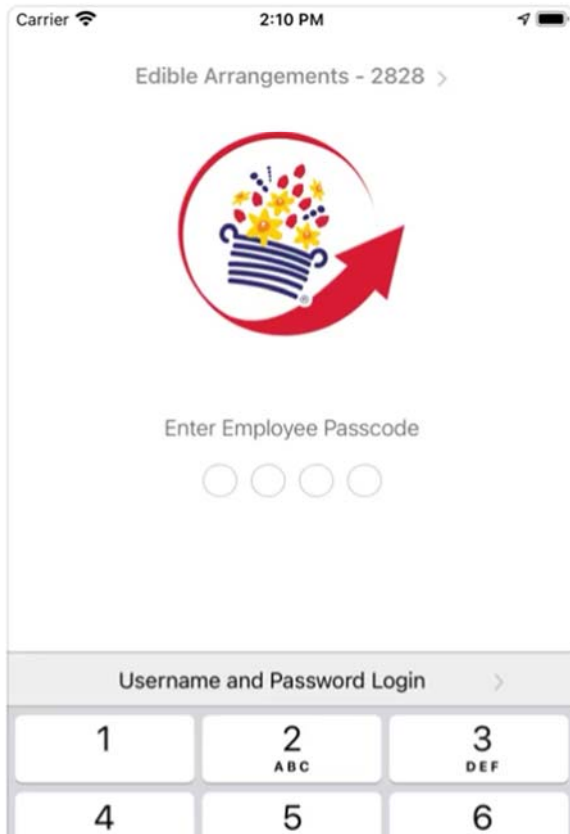 Carrier
2:10 PM
Edible Arrangements - 2828 >
®
Enter Employee Passcode
Username and Password Login >
1
2
3
ABC
DEF
4
5
6